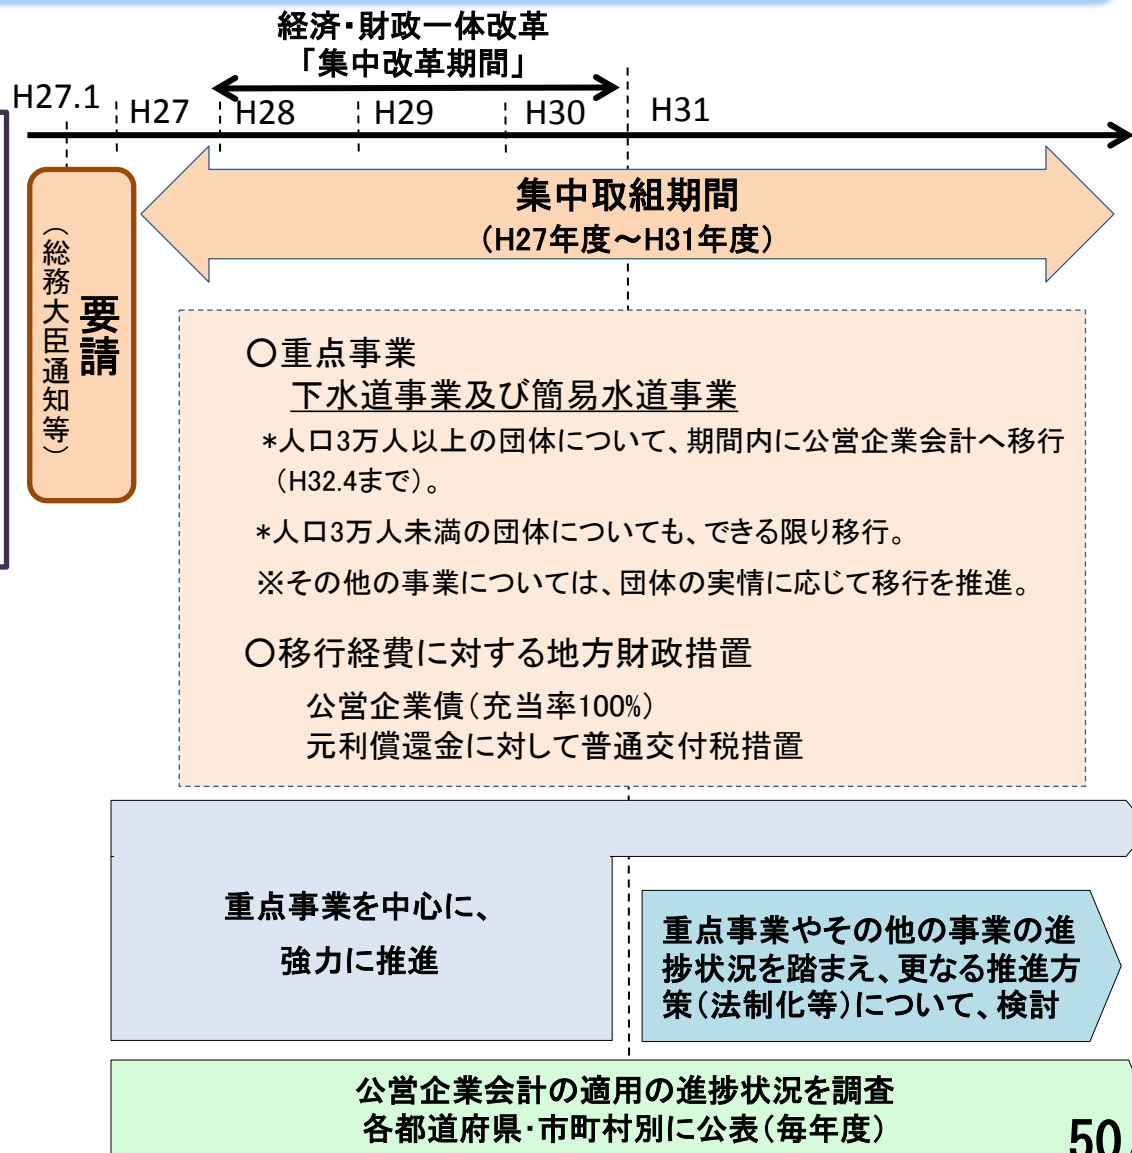 経済・財政一体改革
「集中改革期間」
H27.1
H27
H28
H29
H30
H31
集中取組期間
（H27年度～H31年度）
要請
（総務大臣通知等）
○重点事業
下水道事業及び簡易水道事業
*人口3万人以上の団体について、期間内に公営企業会計へ移行
（H32.4まで）。
*人口3万人未満の団体についても、できる限り移行。
※その他の事業については、団体の実情に応じて移行を推進。
○移行経費に対する地方財政措置
公営企業債（充当率100%）
元利償還金に対して普通交付税措置
重点事業を中心に、
強力に推進
重点事業やその他の事業の進
捗状況を踏まえ、更なる推進方
策（法制化等）について、検討
公営企業会計の適用の進捗状況を調査
各都道府県・市町村別に公表（毎年度）
50.